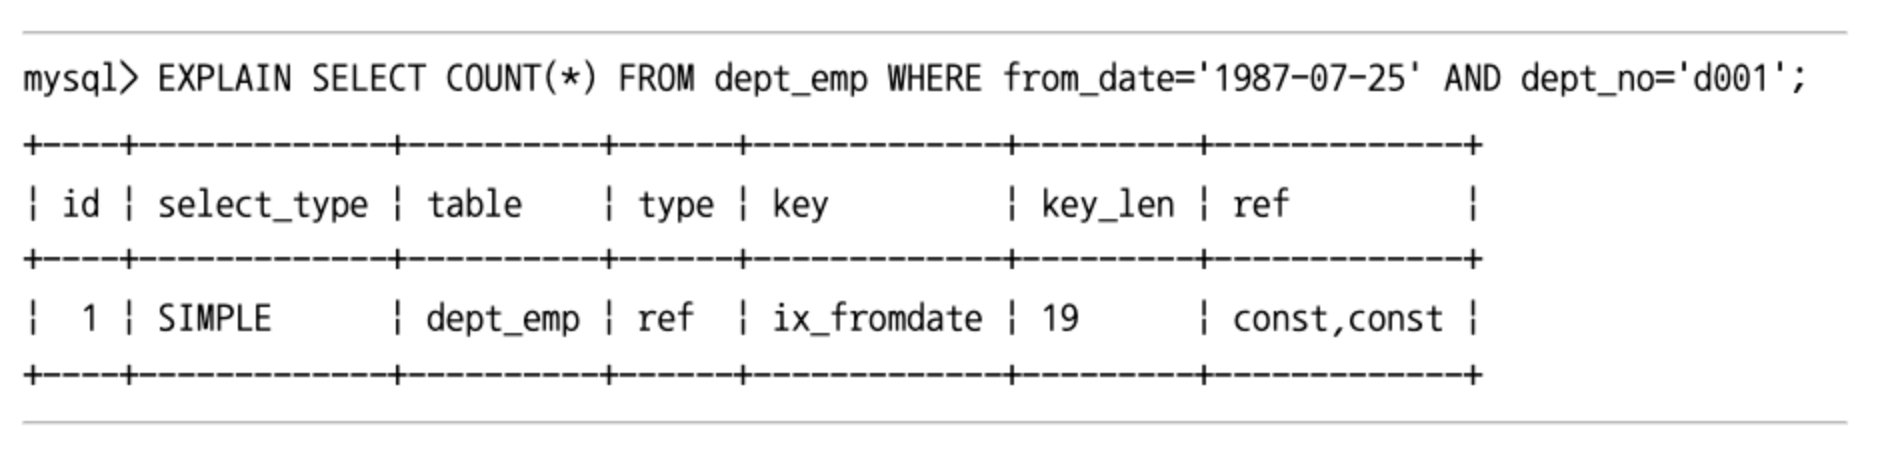 mysql> EXPLAIN SELECT COUNT(*) FROM dept_emp WHERE from_date='1987-07-25' AND dept_no='d001';
+----+-------------+----------+------+-------------+---------+-------------+
| id | select_type | table    | type | key         | key_len | ref         |
+----+-------------+----------+------+-------------+---------+-------------+
|  1 | SIMPLE      | dept_emp | ref  | ix_fromdate | 19      | const,const |
+----+-------------+----------+------+-------------+---------+-------------+